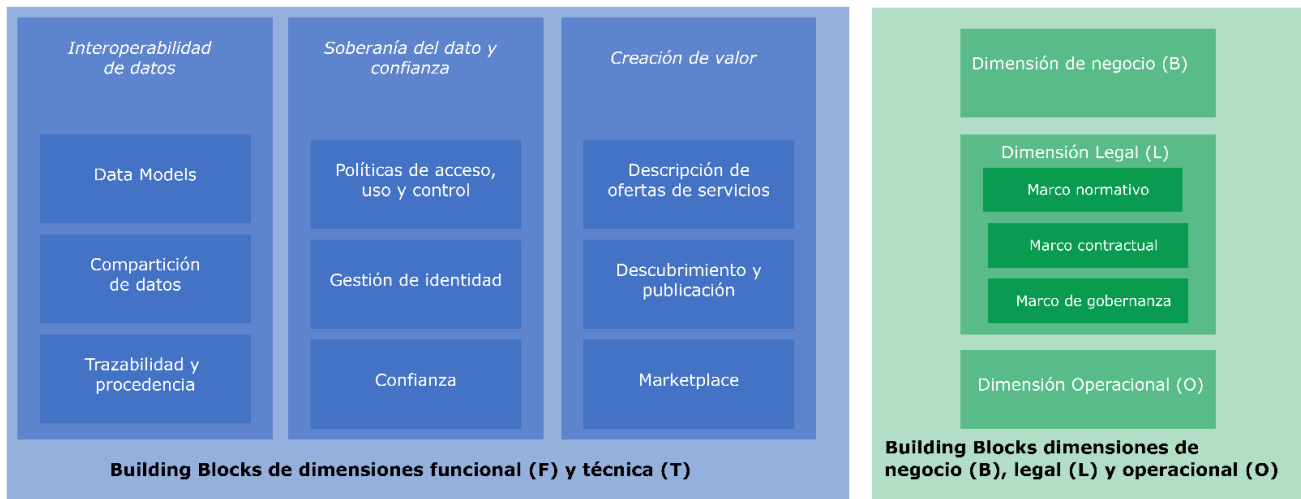 Interoperabilidad
de datos
Data Models
Compartición
de datos
Trazabilidad y
procedencia
Soberanía del dato y
confianza
Políticas de acceso,
uso y control
Gestión de identidad
Confianza
Creación de valor
Descripción de
ofertas de servicios
Descubrimiento y
publicación
Marketplace
Building Blocks de dimensiones funcional (F) y técnica (T)
Dimensión de negocio (B)
Dimensión Legal (L)
Marco normativo
Marco contractual
Marco de gobernanza
Dimensión Operacional (O)
Building Blocks dimensiones de
negocio (B), legal (L) y operacional (O)